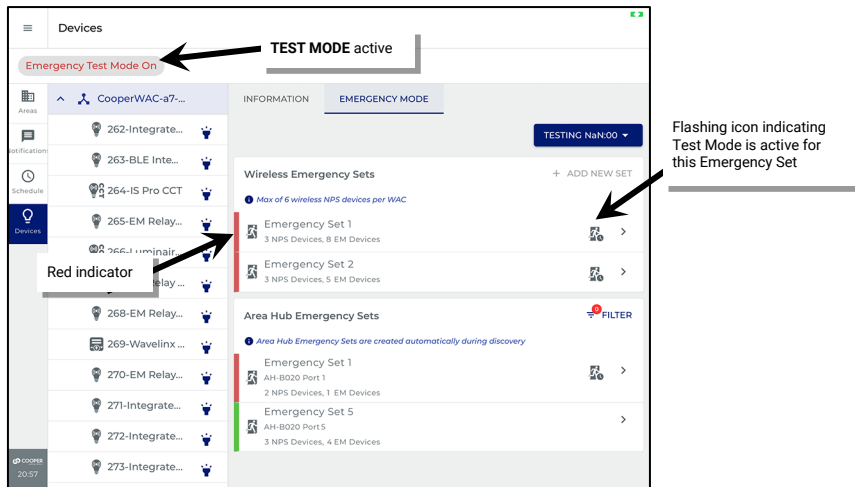 Devices
TEST MODE active
Emergency Test Mode On
Areas
Notifications
Schedule
Devices
CooperWAC-a7-...
262-Integrate...
263-BLE Inte...
264-IS Pro CCT
265-EM Relay...
266-Luminair...
Relay ...
268-EM Relay...
269-Wavelinx ...
270-EM Relay...
271-Integrate...
272-Integrate...
273-Integrate...
Red indicator
INFORMATION
EMERGENCY MODE
TESTING NaN:00
Wireless Emergency Sets
+ ADD NEW SET
Max of 6 wireless NPS devices per WAC
Emergency Set 1
3 NPS Devices, 8 EM Devices
Emergency Set 2
3 NPS Devices, 5 EM Devices
Area Hub Emergency Sets
0
FILTER
Area Hub Emergency Sets are created automatically during discovery
Emergency Set 1
AH-B020 Port 1
2 NPS Devices, 1 EM Devices
Emergency Set 5
AH-B020 Port 5
3 NPS Devices, 4 EM Devices
Flashing icon indicating
Test Mode is active for
this Emergency Set
COOPER
20:57